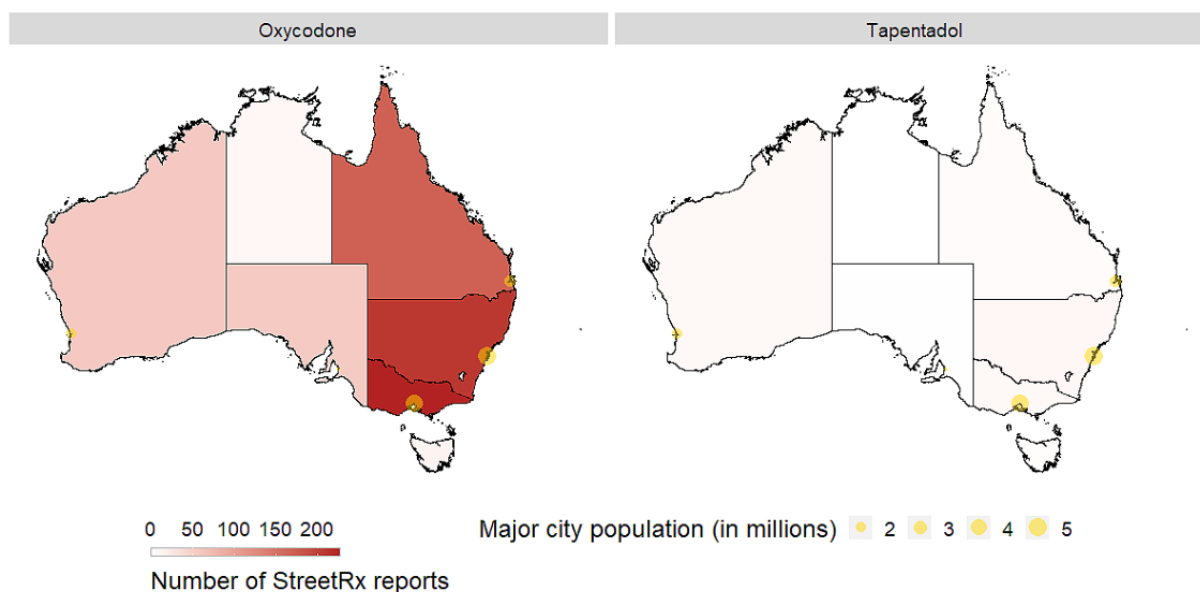 Oxycodone
Tapentadol
0 50 100 150 200
Number of StreetRx reports
Major city population (in millions) 2 3 4 5